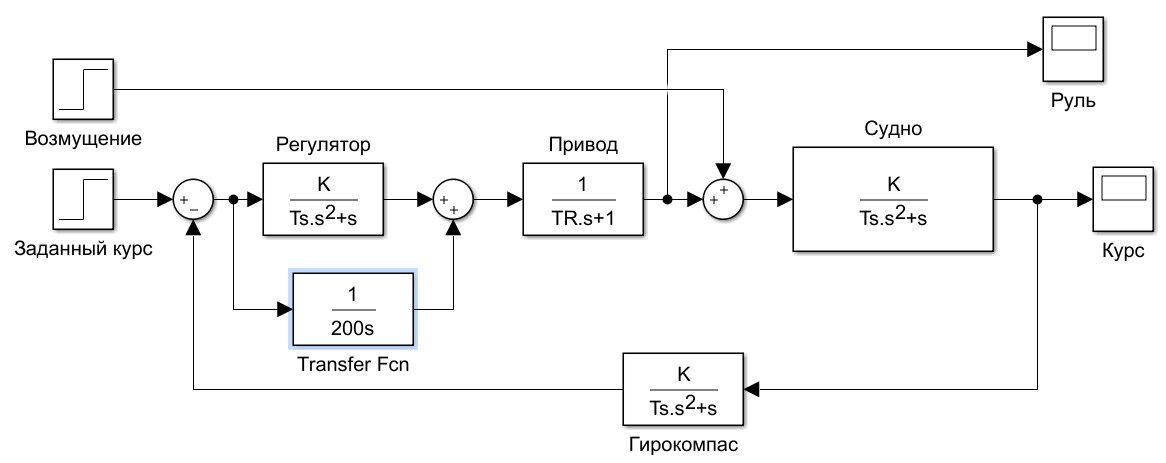 Руль
Возмущение
Судно
Регулятор
Привод
K
Ts.s2+s
1
TR.s+1
K
Ts.s2+s
+
−
+
+
+
+
Заданный курс
Курс
1
200s
Transfer Fcn
K
Ts.s2+s
Гирокомпас